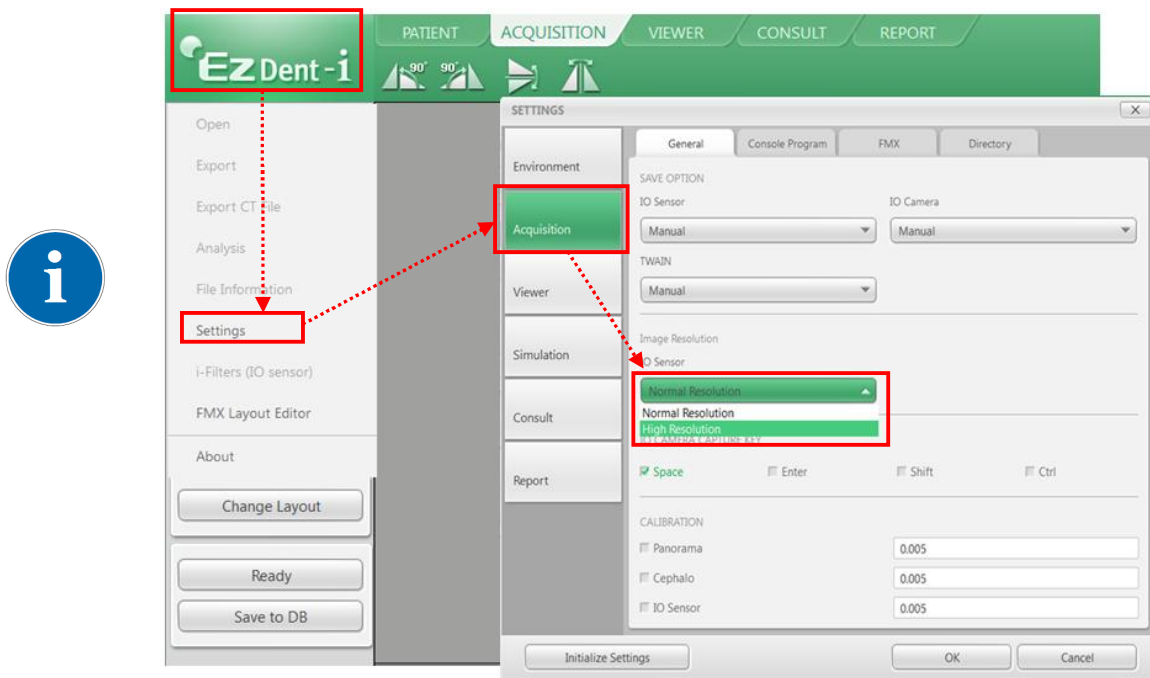 EzDent-i
PATIENT
ACQUISITION
VIEWER
CONSULT
REPORT
90°
90°
Open
Export
Export CT File
Analysis
File Information
Settings
i-Filters (IO sensor)
FMX Layout Editor
About
Change Layout
Ready
Save to DB
i
SETTINGS
Environment
Acquisition
Viewer
Simulation
Consult
Report
General
Console Program
FMX
Directory
SAVE OPTION
IO Sensor
IO Camera
Manual
Manual
TWAIN
Manual
Image Resolution
IO Sensor
Normal Resolution
Normal Resolution
High Resolution
IO CAMERA CAPTURE KEY
Space
Enter
Shift
Ctrl
CALIBRATION
Panorama
0.005
Cephalo
0.005
IO Sensor
0.005
Initialize Settings
OK
Cancel